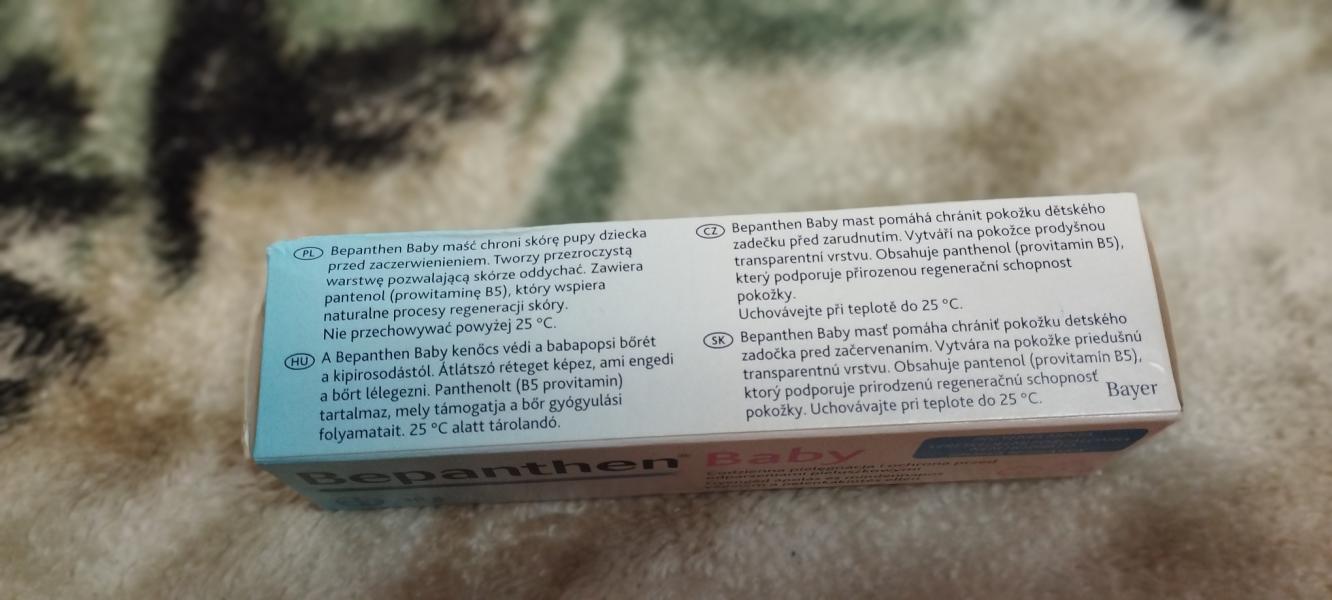 PL Bepanthen Baby maść chroni skórę pupy dziecka
przed zaczerwienieniem. Tworzy przezroczystą
warstwę pozwalającą skórze oddychać. Zawiera
pantenol (prowitaminę B5), który wspiera
naturalne procesy regeneracji skóry.
Nie przechowywać powyżej 25 °C.
HU A Bepanthen Baby kenőcs védi a babapopsi bőrét
a kipirosodástól. Átlátszó réteget képez, ami engedi
a bőrt lélegezni. Panthenolt (B5 provitamin)
tartalmaz, mely támogatja a bőr gyógyulási
folyamatait. 25 °C alatt tárolandó.
CZ Bepanthen Baby mast pomáhá chránit pokožku dětského
zadečku před zarudnutím. Vytváří na pokožce prodyšnou
transparentní vrstvu. Obsahuje panthenol (provitamin B5),
který podporuje přirozenou regenerační schopnost
pokožky.
Uchovávejte při teplotě do 25 °C.
SK Bepanthen Baby masť pomáha chrániť pokožku detského
zadočka pred začervenaním. Vytvára na pokožke priedušnú
transparentnú vrstvu. Obsahuje pantenol (provitamín B5),
ktorý podporuje prirodzenú regeneračnú schopnosť
pokožky. Uchovávajte pri teplote do 25 °C.
Bayer
Bepanthen® Baby
Codzienna pielęgnacja i ochrona przed
odparzeniami pieluszkowymi